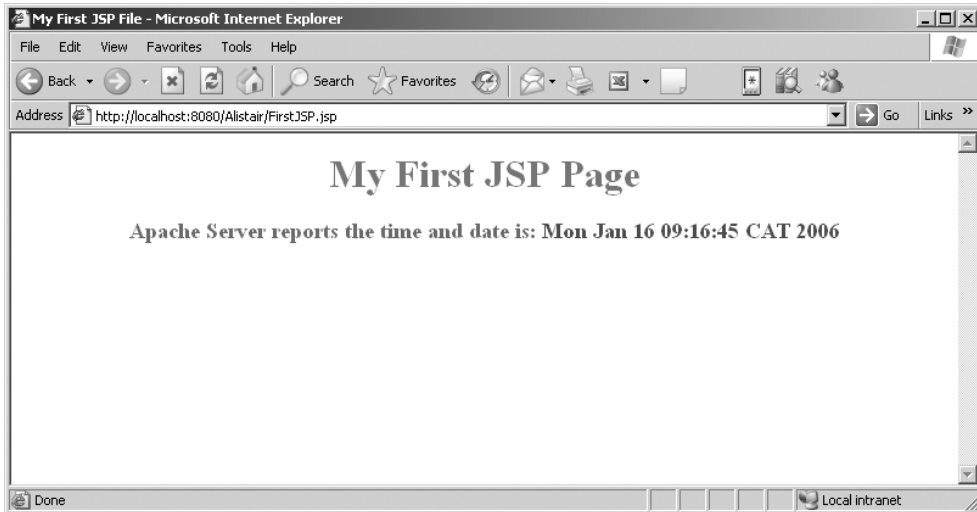 My First JSP File - Microsoft Internet Explorer
File Edit View Favorites Tools Help
Back Search Favorites
Address http://localhost:8080/Alistair/FirstJSP.jsp Go Links »
My First JSP Page
Apache Server reports the time and date is: Mon Jan 16 09:16:45 CAT 2006
Done Local intranet